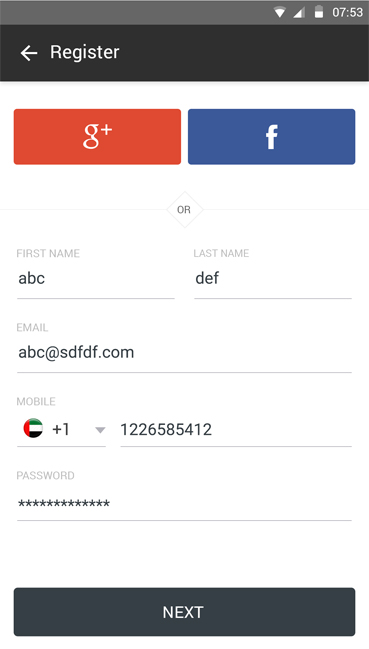 07:53
Register
g+ f
OR
FIRST NAME LAST NAME
abc def
EMAIL
abc@sdfdf.com
MOBILE
+1 1226585412
PASSWORD
*************
NEXT